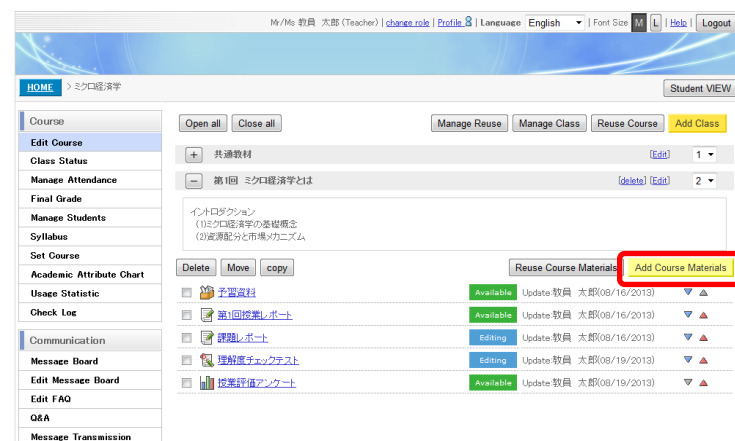 Mr/Ms 教員 太郎 (Teacher) | change role | Profile | Language English | Font Size M L | Help | Logout
HOME > ミクロ経済学 Student VIEW
Course
Edit Course
Class Status
Manage Attendance
Final Grade
Manage Students
Syllabus
Set Course
Academic Attribute Chart
Usage Statistic
Check Log
Communication
Message Board
Edit Message Board
Edit FAQ
Q&A
Message Transmission
Open all Close all Manage Reuse Manage Class Reuse Course Add Class
+ 共通教材 [Edit] 1
− 第1回 ミクロ経済学とは [delete] [Edit] 2
イントロダクション
(1)ミクロ経済学の基礎概念
(2)資源配分と市場メカニズム
Delete Move copy Reuse Course Materials Add Course Materials
予習資料 Available Update:教員 太郎(08/16/2013)
第1回授業レポート Available Update:教員 太郎(08/16/2013)
課題レポート Editing Update:教員 太郎(08/16/2013)
理解度チェックテスト Editing Update:教員 太郎(08/19/2013)
授業評価アンケート Available Update:教員 太郎(08/19/2013)